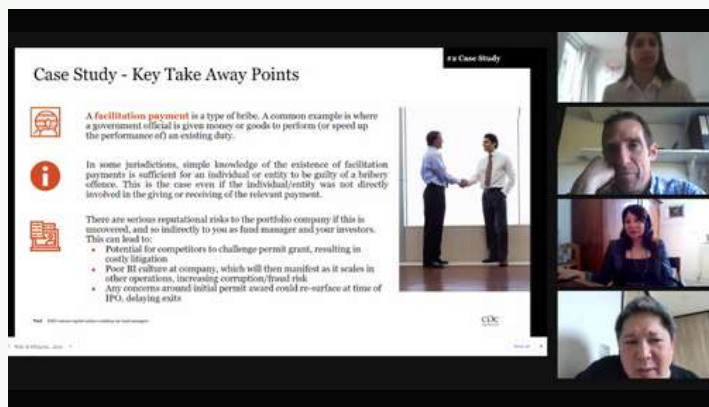 #2 Case Study
Case Study - Key Take Away Points
A facilitation payment is a type of bribe. A common example is where
a government official is given money or goods to perform (or speed up
the performance of) an existing duty.
In some jurisdictions, simple knowledge of the existence of facilitation
payments is sufficient for an individual or entity to be guilty of a bribery
offence. This is the case even if the individual/entity was not directly
involved in the giving or receiving of the relevant payment.
There are serious reputational risks to the portfolio company if this is
uncovered, and so indirectly to you as fund manager and your investors.
This can lead to:
• Potential for competitors to challenge permit grant, resulting in
costly litigation
• Poor BI culture at company, which will then manifest as it scales in
other operations, increasing corruption/fraud risk
• Any concerns around initial permit award could re-surface at time of
IPO, delaying exits
CDC